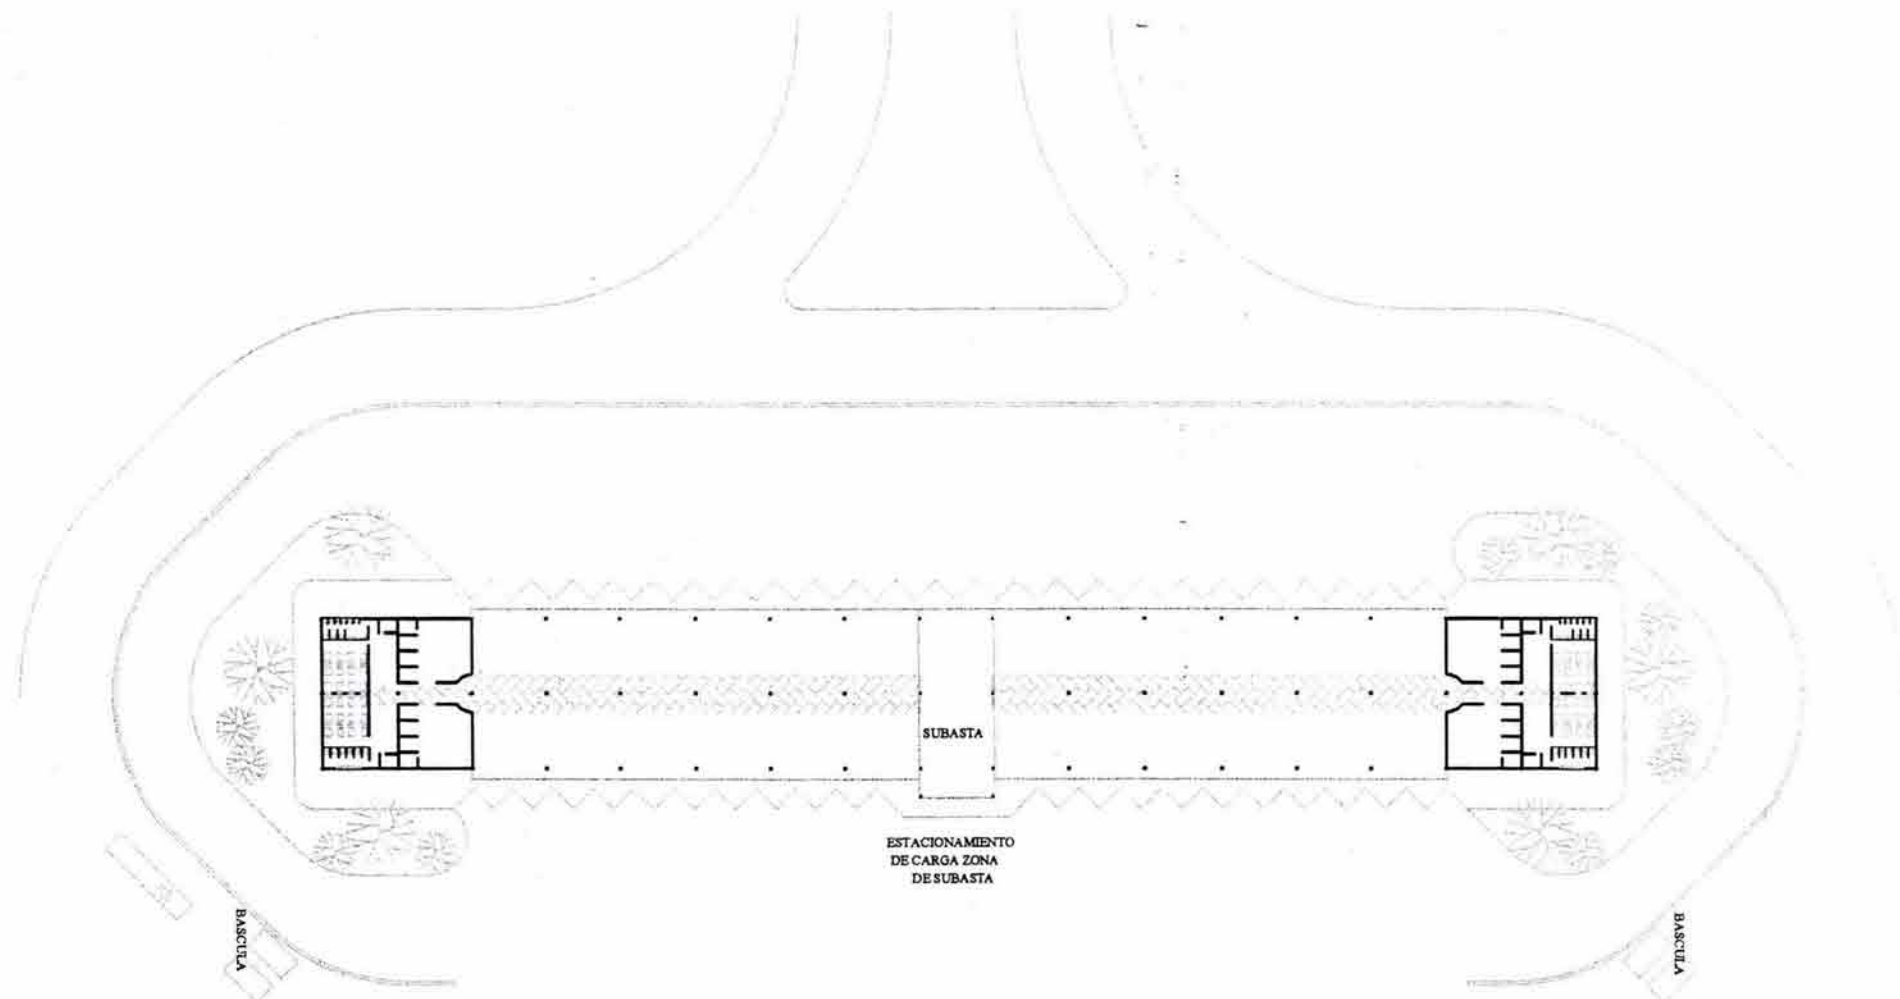 SUBASTA
ESTACIONAMIENTO
DE CARGA ZONA
DE SUBASTA
BASCULA
BASCULA